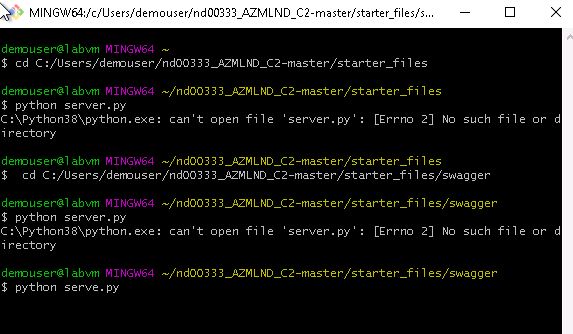 MINGW64:/c/Users/demouser/nd00333_AZMLND_C2-master/starter_files/s...
demouser@labvm MINGW64 ~
$ cd C:/Users/demouser/nd00333_AZMLND_C2-master/starter_files
demouser@labvm MINGW64 ~/nd00333_AZMLND_C2-master/starter_files
$ python server.py
C:\Python38\python.exe: can't open file 'server.py': [Errno 2] No such file or d
irectory
demouser@labvm MINGW64 ~/nd00333_AZMLND_C2-master/starter_files
$  cd C:/Users/demouser/nd00333_AZMLND_C2-master/starter_files/swagger
demouser@labvm MINGW64 ~/nd00333_AZMLND_C2-master/starter_files/swagger
$ python server.py
C:\Python38\python.exe: can't open file 'server.py': [Errno 2] No such file or d
irectory
demouser@labvm MINGW64 ~/nd00333_AZMLND_C2-master/starter_files/swagger
$ python serve.py